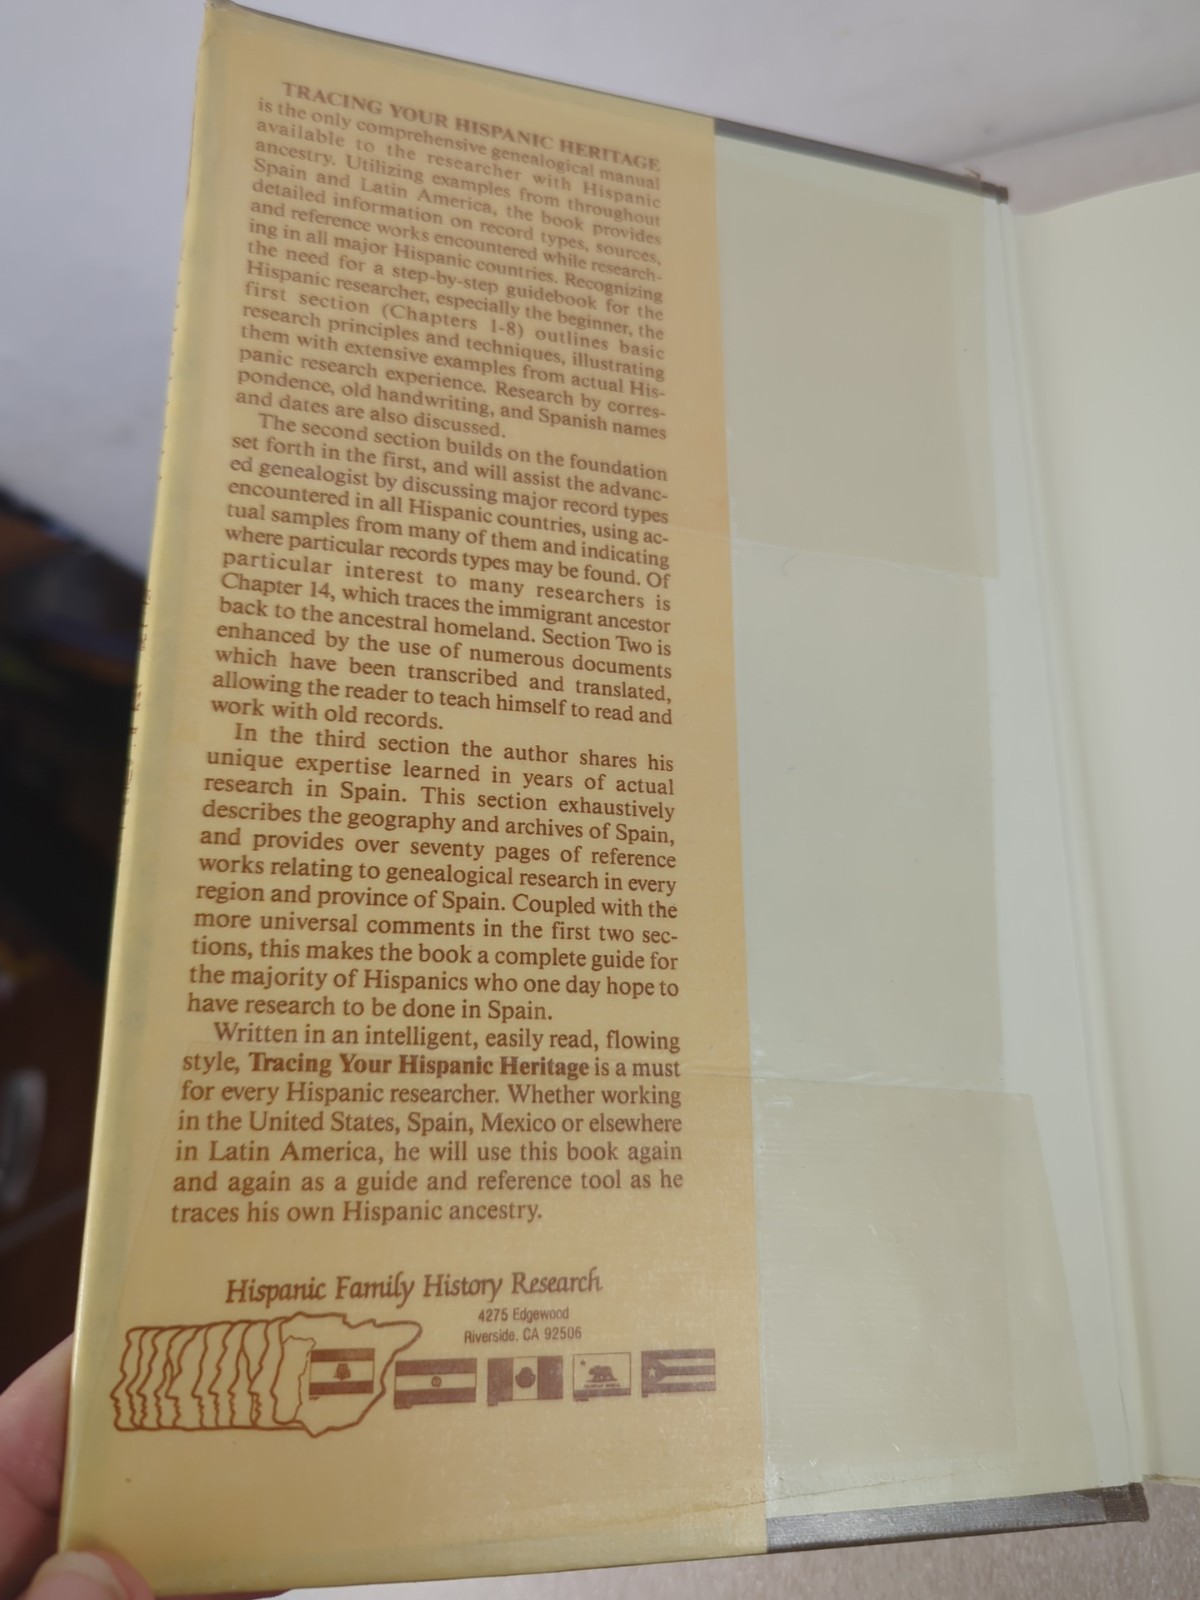 TRACING YOUR HISPANIC HERITAGE
is the only comprehensive genealogical manual
available to the researcher with Hispanic
ancestry. Utilizing examples from throughout
Spain and Latin America, the book provides
detailed information on record types, sources,
and reference works encountered while research-
ing in all major Hispanic countries. Recognizing
the need for a step-by-step guidebook for the
Hispanic researcher, especially the beginner, the
first section (Chapters 1-8) outlines basic
research principles and techniques, illustrating
them with extensive examples from actual His-
panic research experience. Research by corres-
pondence, old handwriting, and Spanish names
and dates are also discussed.
The second section builds on the foundation
set forth in the first, and will assist the advanc-
ed genealogist by discussing major record types
encountered in all Hispanic countries, using ac-
tual samples from many of them and indicating
where particular records types may be found. Of
particular interest to many researchers is
Chapter 14, which traces the immigrant ancestor
back to the ancestral homeland. Section Two is
enhanced by the use of numerous documents
which have been transcribed and translated,
allowing the reader to teach himself to read and
work with old records.
In the third section the author shares his
unique expertise learned in years of actual
research in Spain. This section exhaustively
describes the geography and archives of Spain,
and provides over seventy pages of reference
works relating to genealogical research in every
region and province of Spain. Coupled with the
more universal comments in the first two sec-
tions, this makes the book a complete guide for
the majority of Hispanics who one day hope to
have research to be done in Spain.
Written in an intelligent, easily read, flowing
style, Tracing Your Hispanic Heritage is a must
for every Hispanic researcher. Whether working
in the United States, Spain, Mexico or elsewhere
in Latin America, he will use this book again
and again as a guide and reference tool as he
traces his own Hispanic ancestry.
Hispanic Family History Research
4275 Edgewood
Riverside, CA 92506